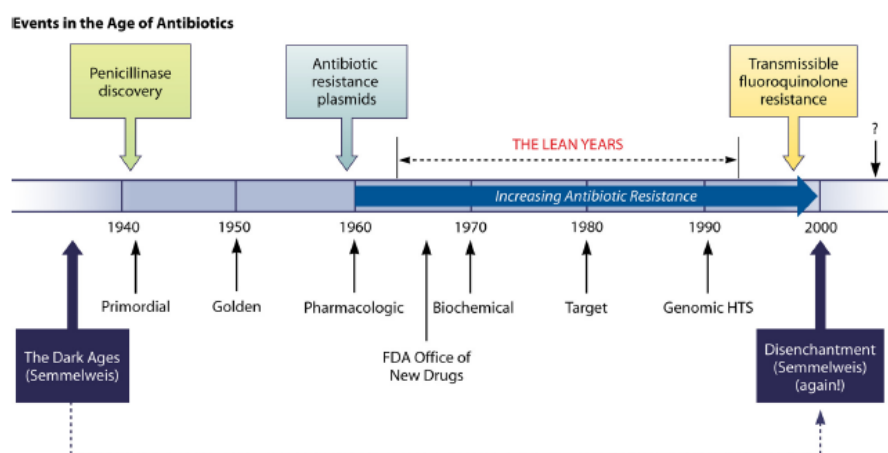 Events in the Age of Antibiotics
Penicillinase
discovery
Antibiotic
resistance
plasmids
Transmissible
fluoroquinolone
resistance
?
THE LEAN YEARS
Increasing Antibiotic Resistance
1940
1950
1960
1970
1980
1990
2000
Primordial
Golden
Pharmacologic
Biochemical
Target
Genomic HTS
The Dark Ages
(Semmelweis)
FDA Office of
New Drugs
Disenchantment
(Semmelweis)
(again!)